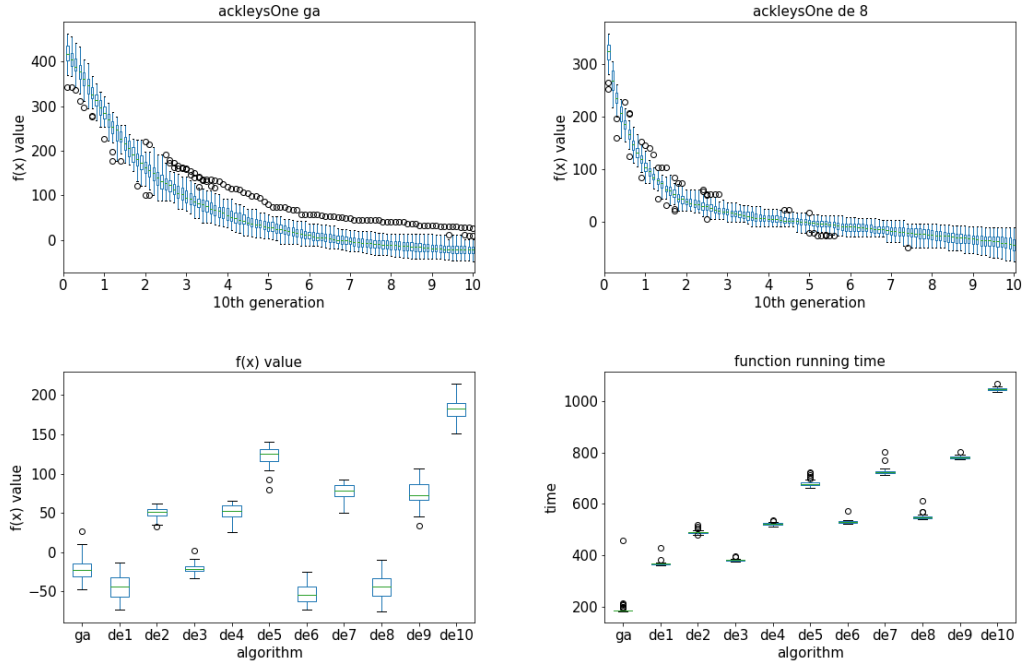 ackleysOne ga
f(x) value
400
300
200
100
0
0 1 2 3 4 5 6 7 8 9 10
10th generation
ackleysOne de 8
f(x) value
300
200
100
0
0 1 2 3 4 5 6 7 8 9 10
10th generation
f(x) value
f(x) value
200
150
100
50
0
−50
ga de1 de2 de3 de4 de5 de6 de7 de8 de9 de10
algorithm
function running time
time
1000
800
600
400
200
ga de1 de2 de3 de4 de5 de6 de7 de8 de9 de10
algorithm